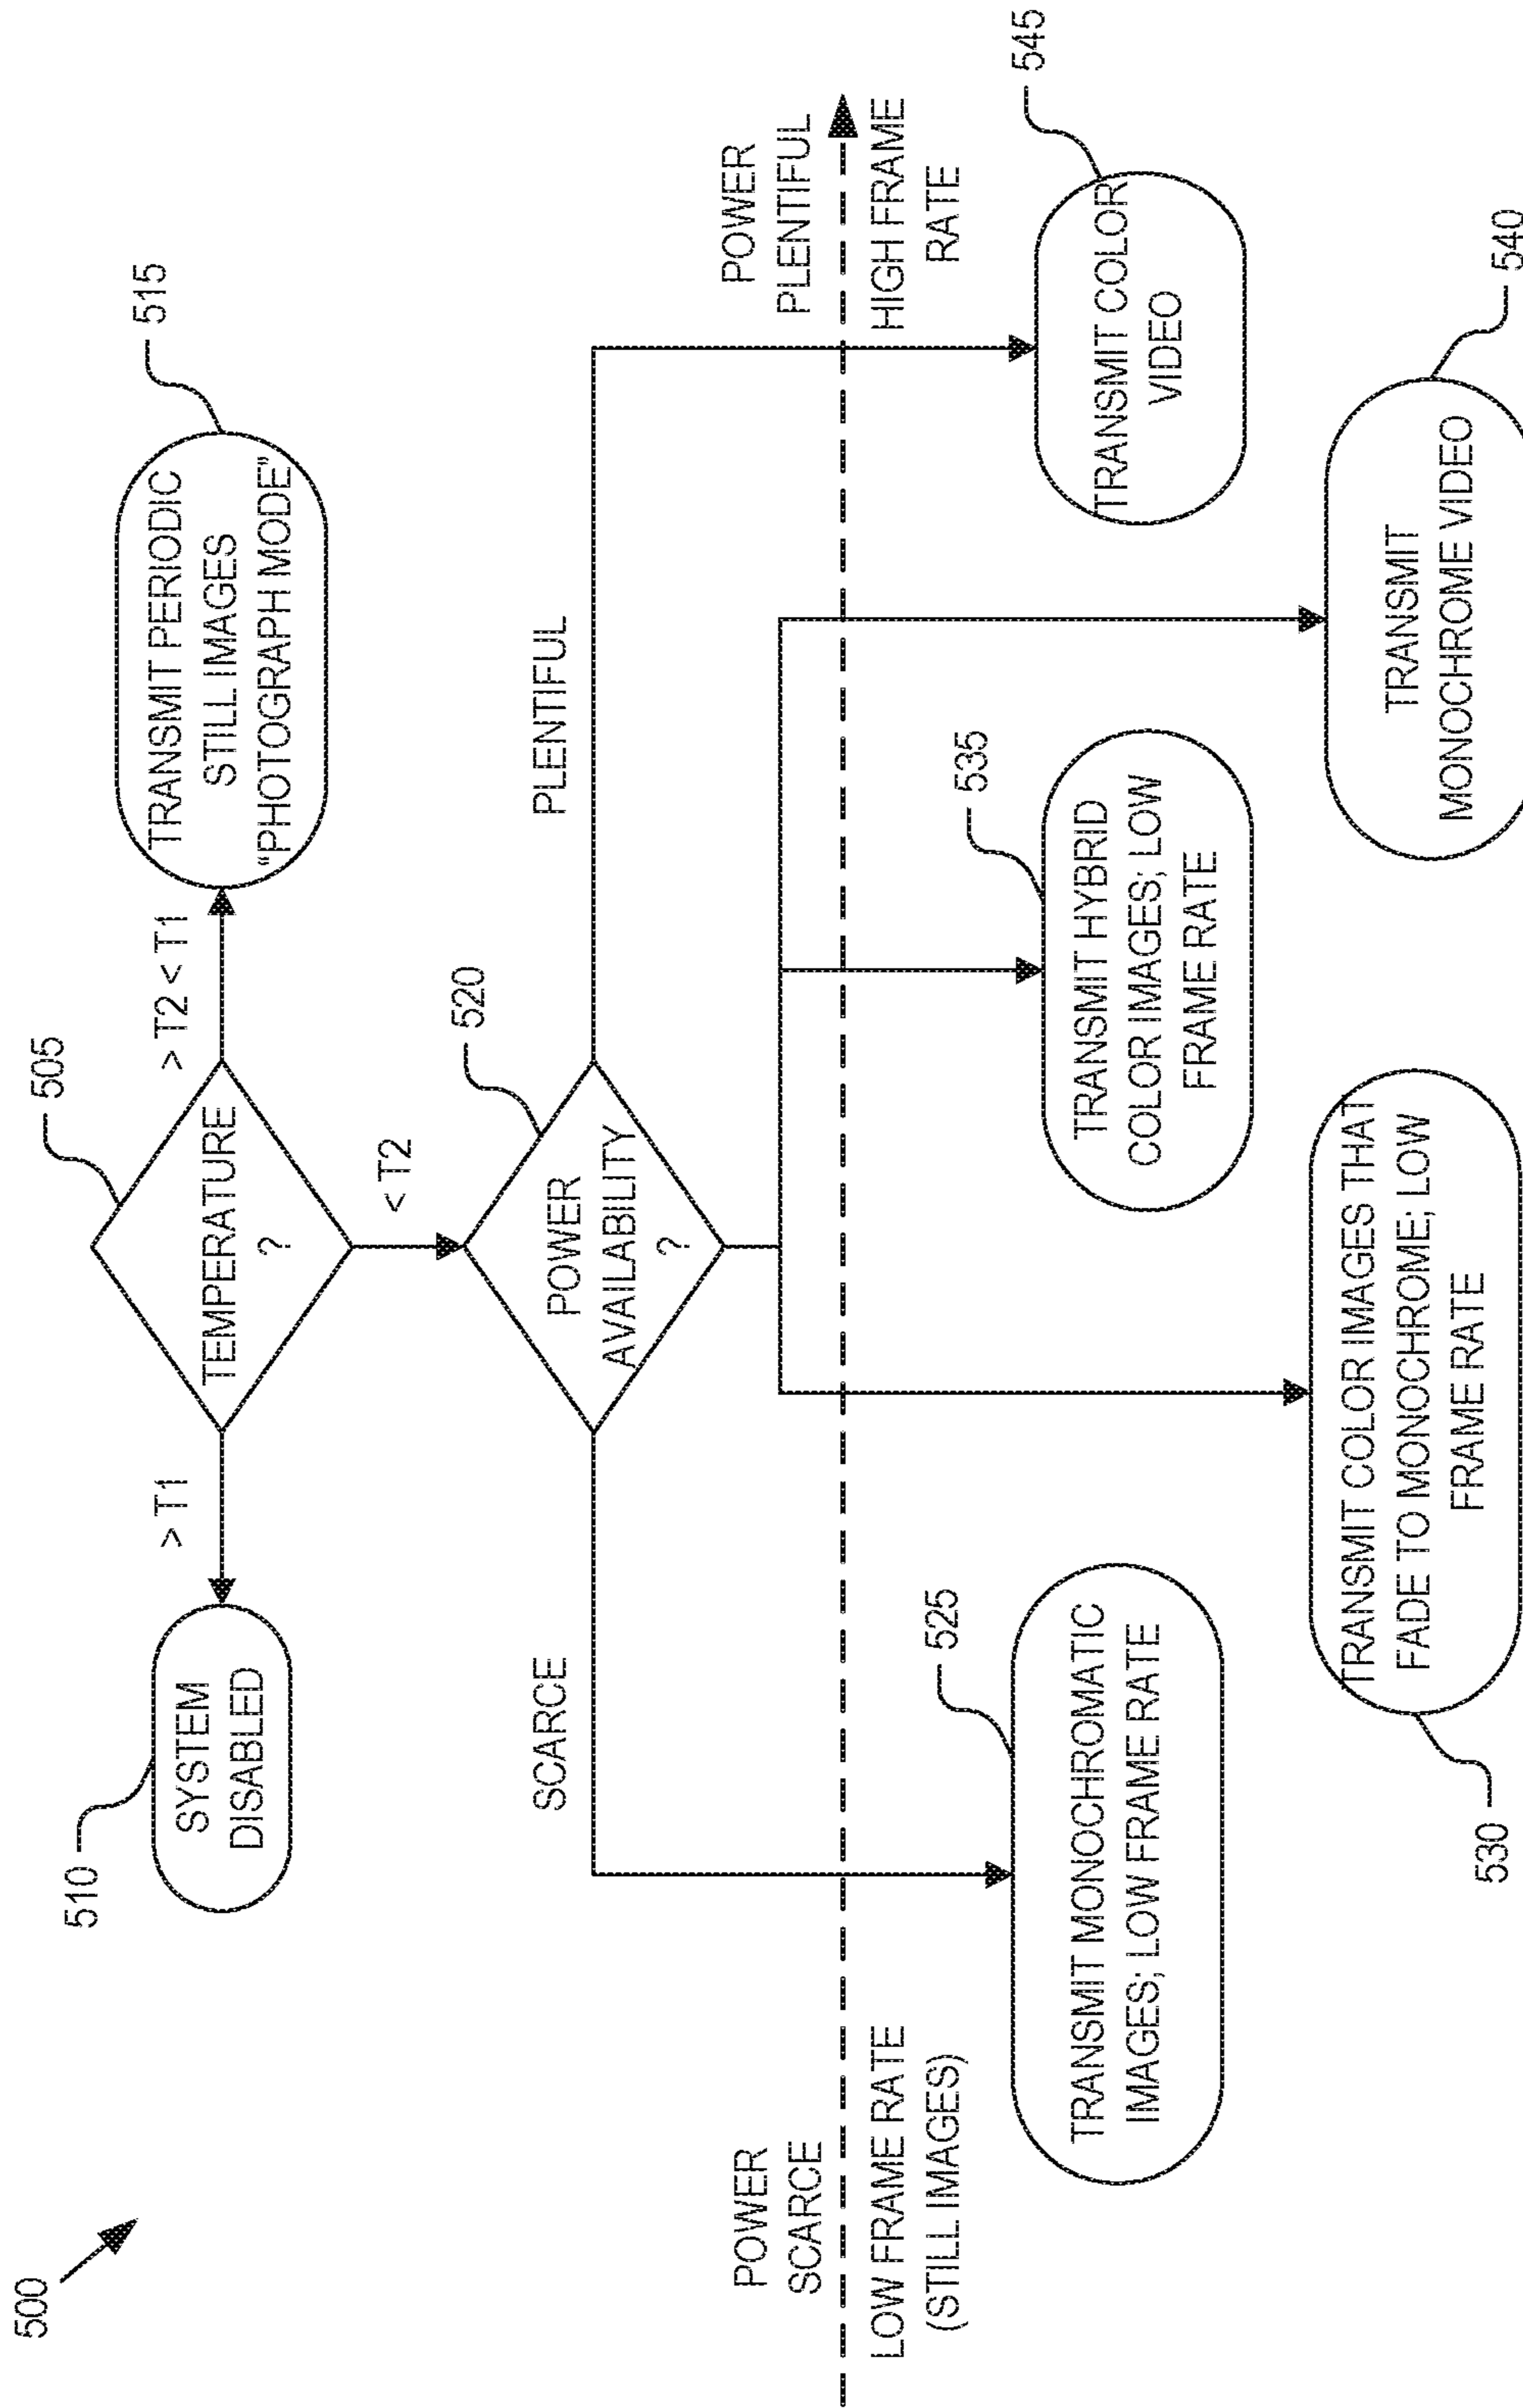 500
505
TEMPERATURE
?
> T1
> T2 < T1
510
SYSTEM
DISABLED
515
TRANSMIT PERIODIC
STILL IMAGES
"PHOTOGRAPH MODE"
< T2
520
POWER
AVAILABILITY
?
SCARCE
PLENTIFUL
POWER
SCARCE
POWER
PLENTIFUL
LOW FRAME RATE
(STILL IMAGES)
HIGH FRAME
RATE
525
TRANSMIT MONOCHROMATIC
IMAGES; LOW FRAME RATE
535
TRANSMIT HYBRID
COLOR IMAGES; LOW
FRAME RATE
545
TRANSMIT COLOR
VIDEO
530
TRANSMIT COLOR IMAGES THAT
FADE TO MONOCHROME; LOW
FRAME RATE
540
TRANSMIT
MONOCHROME VIDEO